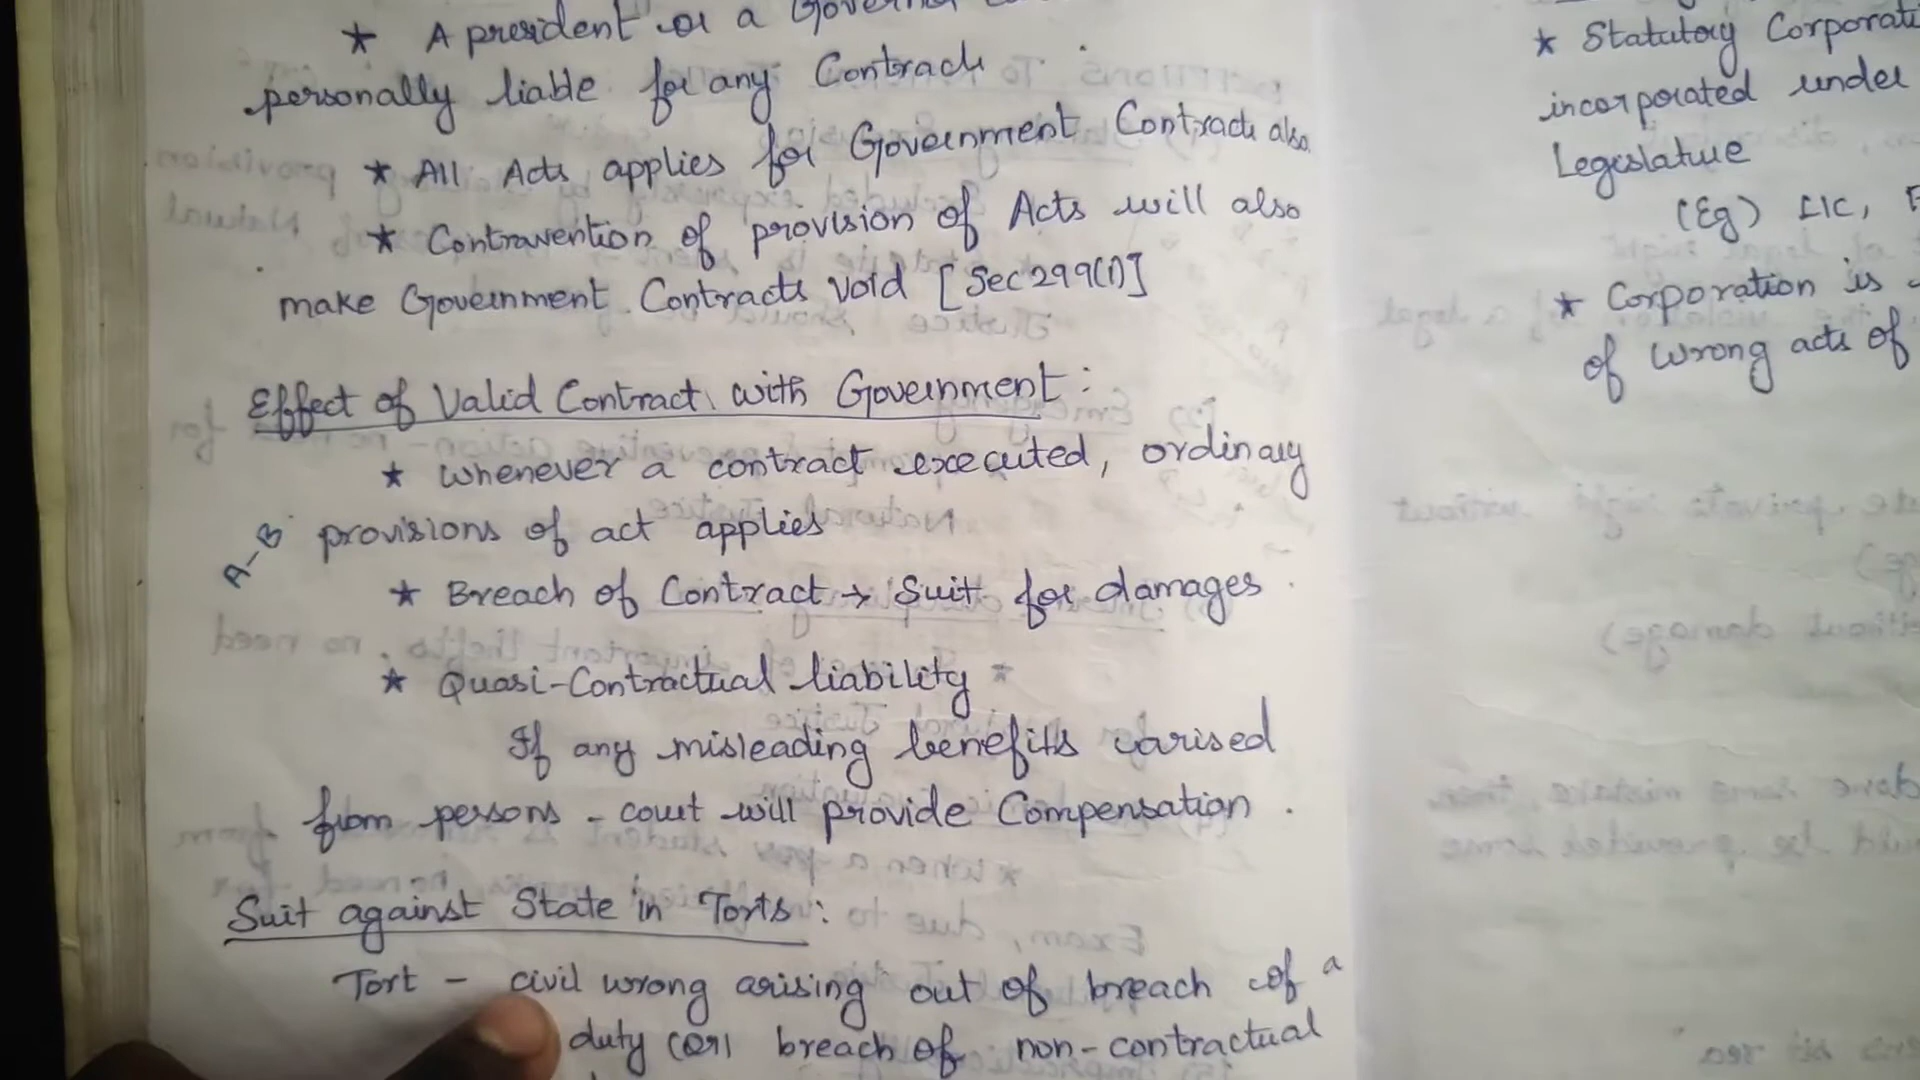 * A president or a Governor
personally liable for any Contracts
* All Acts applies for Government Contracts also
* Contravention of provision of Acts will also
make Government Contracts void [Sec 299(1)]
Effect of Valid Contract with Government :
* Whenever a contract executed, ordinary
A-B provisions of act applies
* Breach of Contract → Suit for damages
* Quasi-Contractual liability
If any misleading benefits arised
from persons - court will provide Compensation .
Suit against State in Torts :
Tort - civil wrong arising out of breach of a
duty (or) breach of non-contractual
* Statutory Corporati
incorporated under
Legislature
(Eg) LIC,
* Corporation is
of wrong acts of